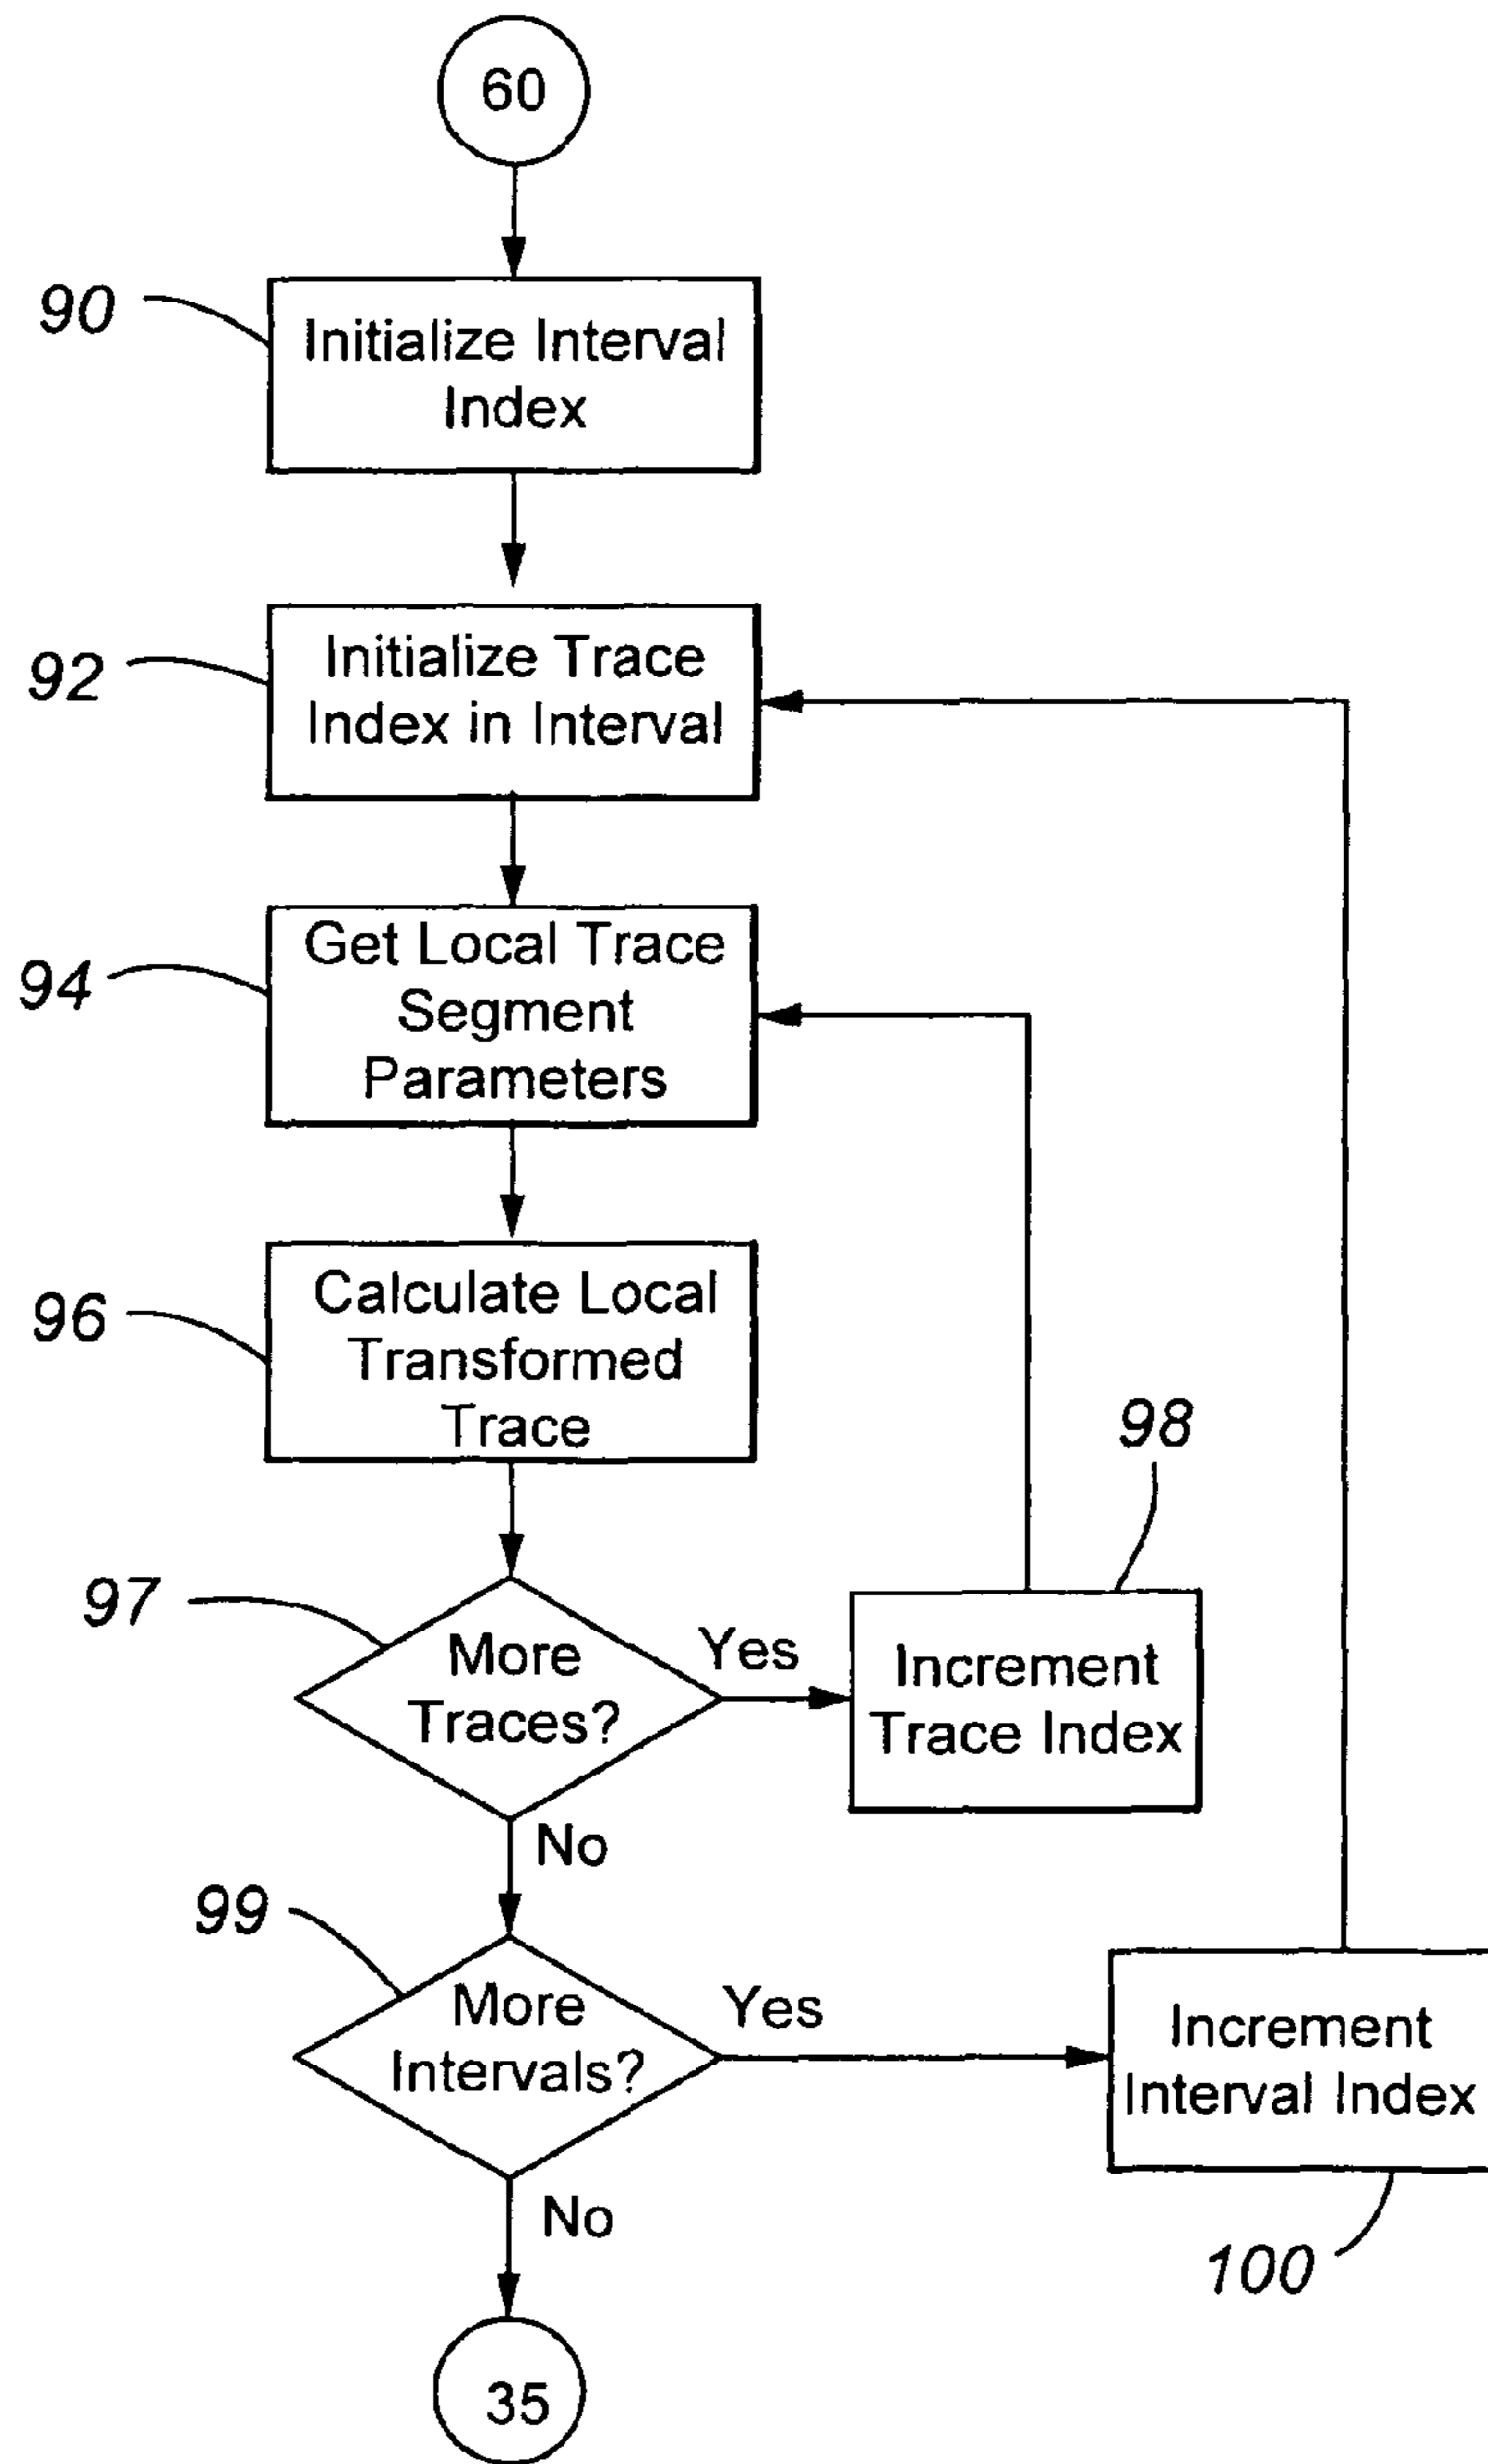 60
90
Initialize Interval
Index
92
Initialize Trace
Index in Interval
94
Get Local Trace
Segment
Parameters
96
Calculate Local
Transformed
Trace
98
97
More
Traces?
Yes
Increment
Trace Index
No
99
More
Intervals?
Yes
Increment
Interval Index
No
100
35